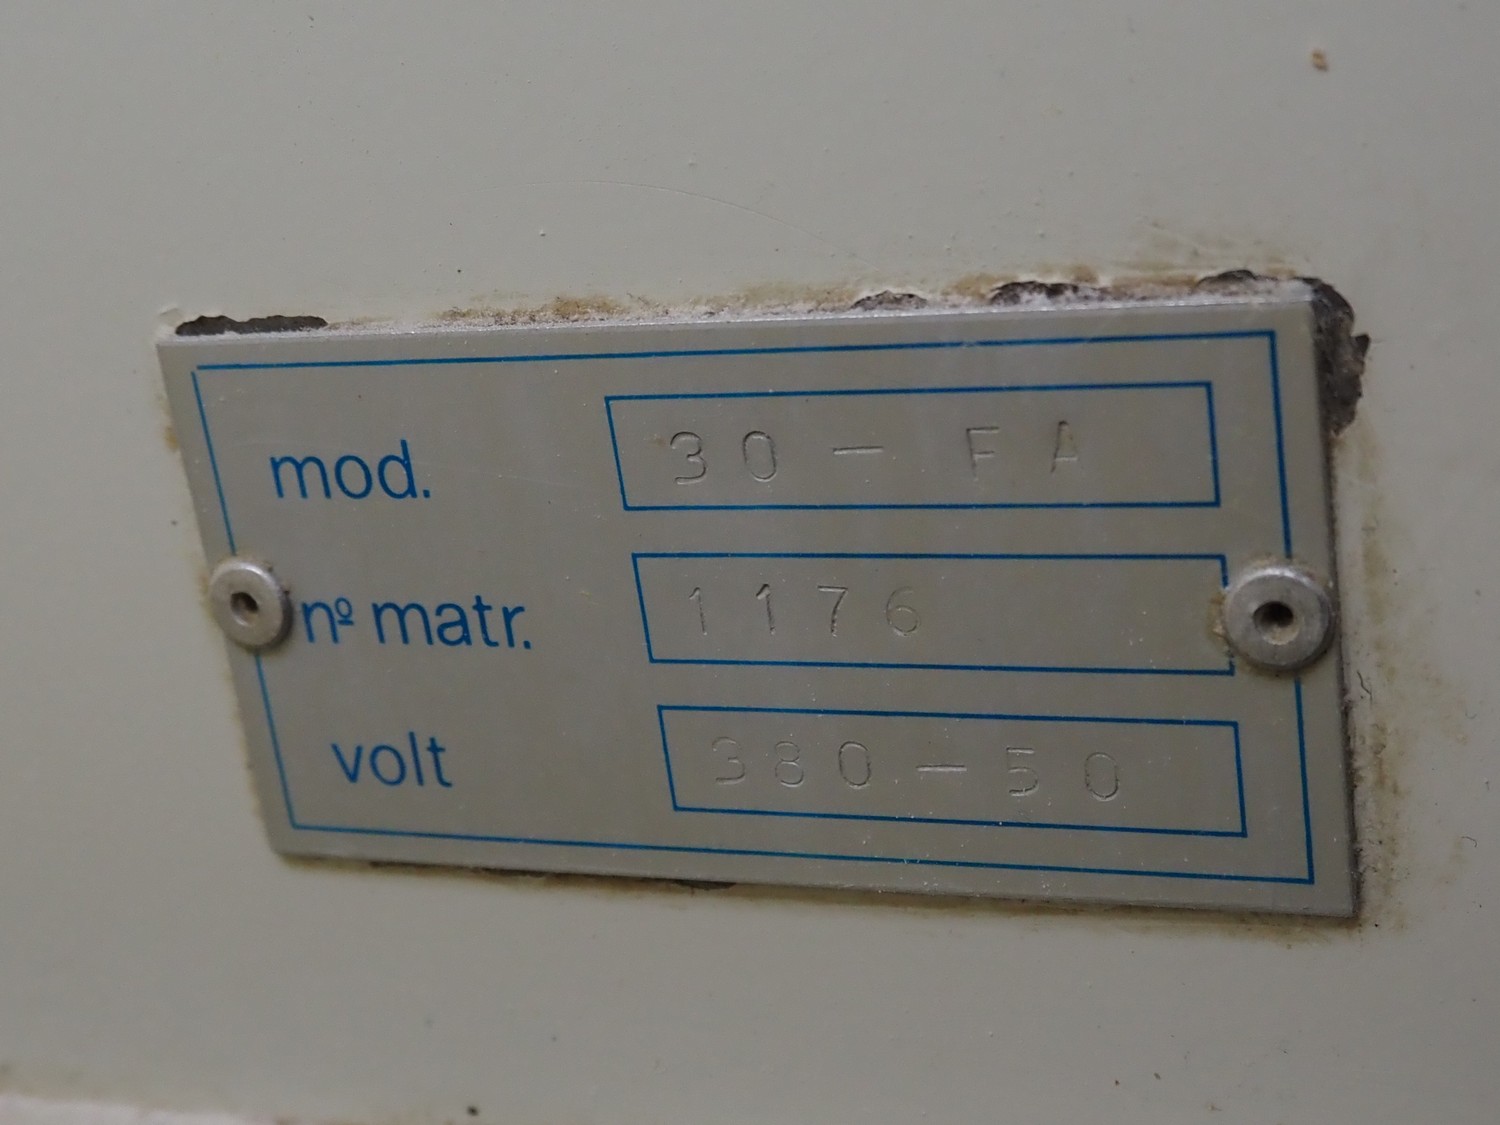 mod. 30 - FA
nº matr. 1176
volt 380-50